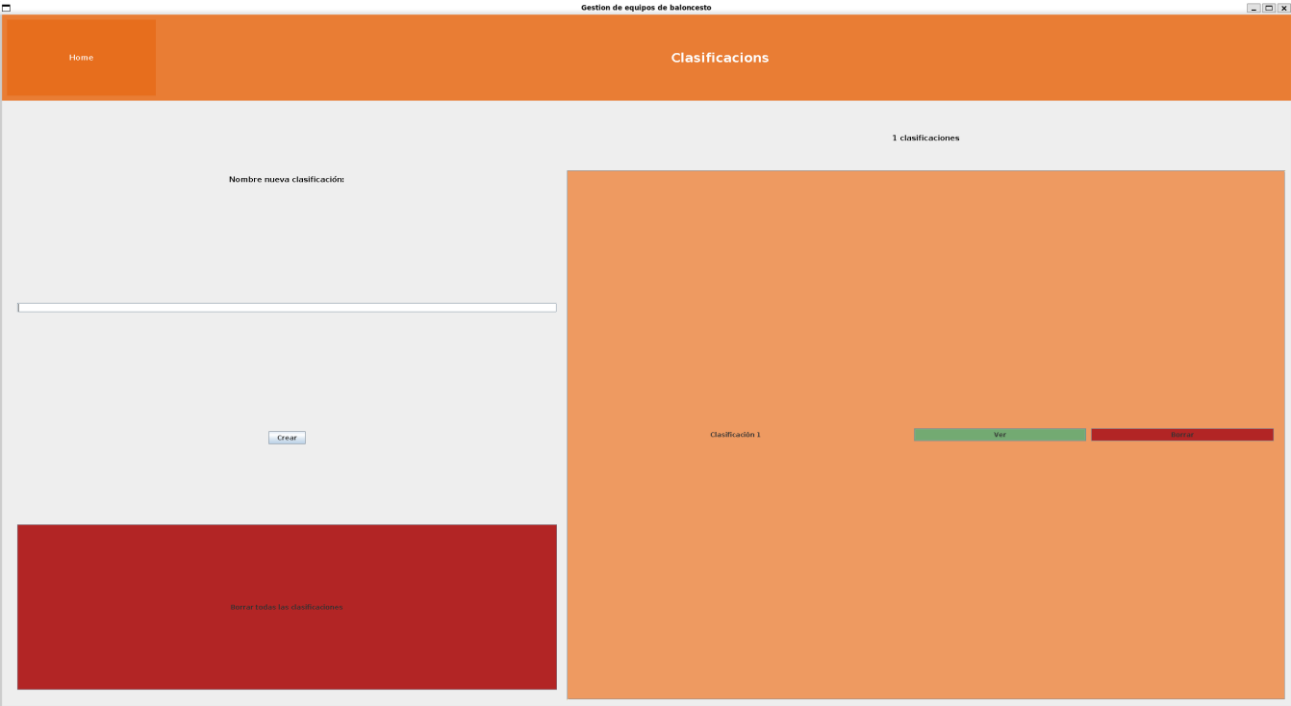 Gestion de equipos de baloncesto
Home
Clasificacions
1 clasificaciones
Nombre nueva clasificación:
Crear
Clasificación 1
Ver
Borrar
Borrar todas las clasificaciones